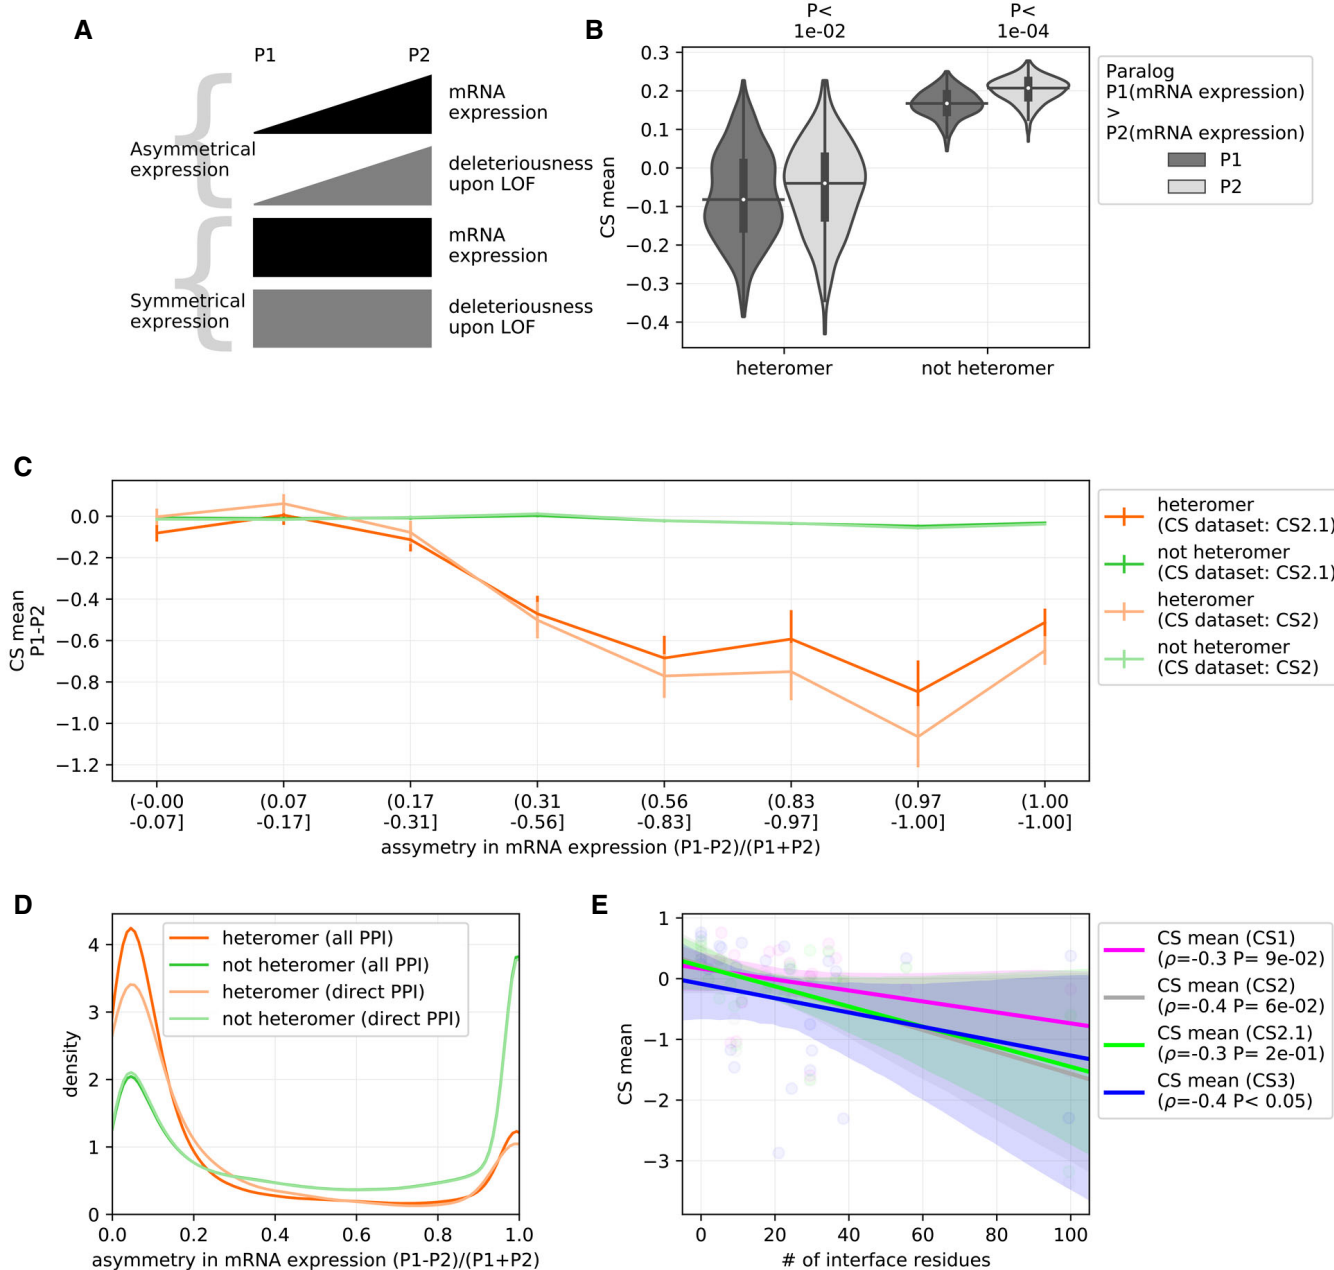 A
P1
P2
mRNA
expression
Asymmetrical
expression
deleteriousness
upon LOF
mRNA
expression
Symmetrical
expression
deleteriousness
upon LOF
B
P<
1e-02
P<
1e-04
0.3
0.2
0.1
0.0
−0.1
−0.2
−0.3
−0.4
CS mean
heteromer
not heteromer
Paralog
P1(mRNA expression)
>
P2(mRNA expression)
P1
P2
C
0.0
−0.2
−0.4
−0.6
−0.8
−1.0
−1.2
CS mean
P1-P2
(-0.00
-0.07]
(0.07
-0.17]
(0.17
-0.31]
(0.31
-0.56]
(0.56
-0.83]
(0.83
-0.97]
(0.97
-1.00]
(1.00
-1.00]
assymetry in mRNA expression (P1-P2)/(P1+P2)
heteromer
(CS dataset: CS2.1)
not heteromer
(CS dataset: CS2.1)
heteromer
(CS dataset: CS2)
not heteromer
(CS dataset: CS2)
D
4
3
2
1
0
density
heteromer (all PPI)
not heteromer (all PPI)
heteromer (direct PPI)
not heteromer (direct PPI)
0.0 0.2 0.4 0.6 0.8 1.0
asymmetry in mRNA expression (P1-P2)/(P1+P2)
E
1
0
−1
−2
−3
CS mean
0 20 40 60 80 100
# of interface residues
CS mean (CS1)
(ρ=-0.3 P= 9e-02)
CS mean (CS2)
(ρ=-0.4 P= 6e-02)
CS mean (CS2.1)
(ρ=-0.3 P= 2e-01)
CS mean (CS3)
(ρ=-0.4 P< 0.05)